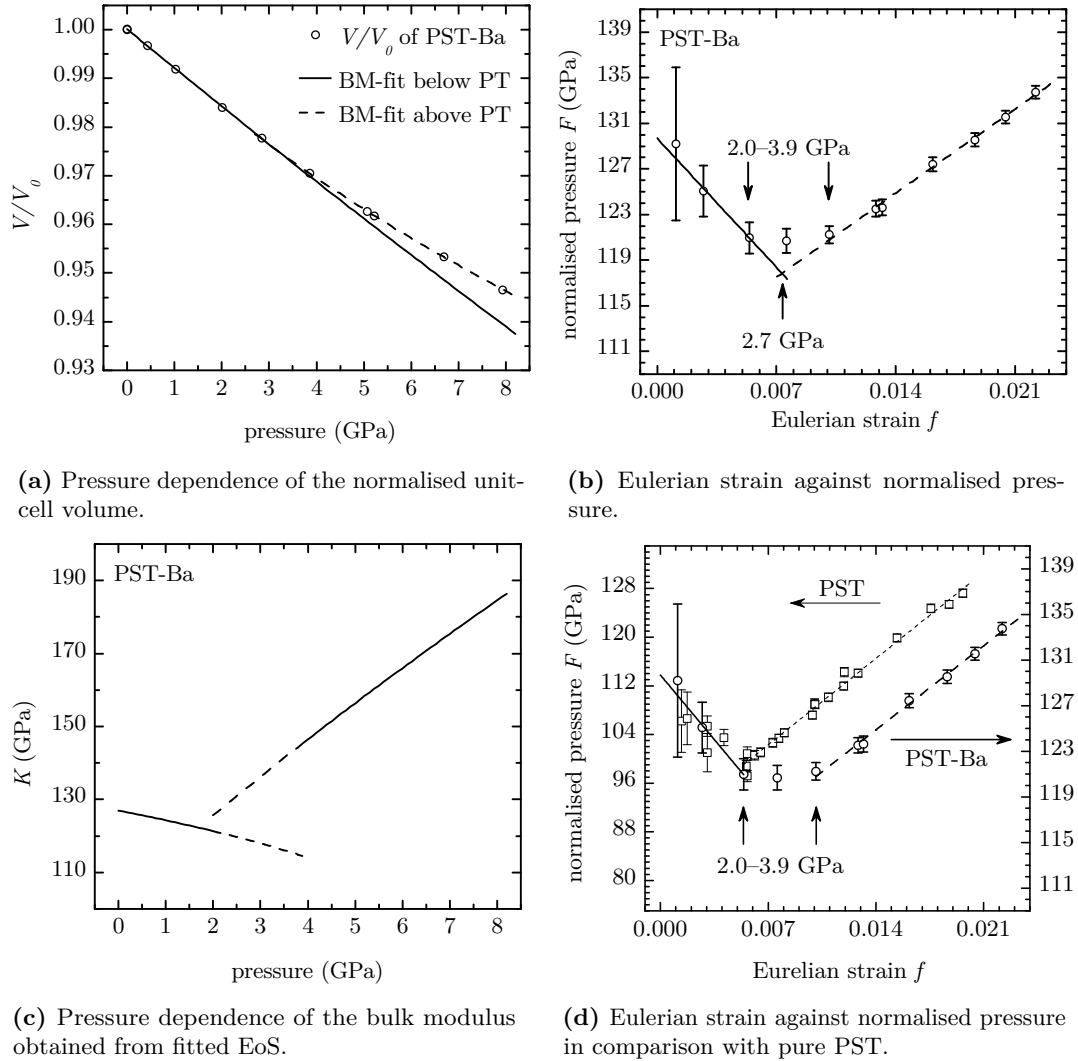 1.00
0.99
0.98
0.97
0.96
0.95
0.94
0.93
V/V0
V/V0 of PST-Ba
BM-fit below PT
BM-fit above PT
0 1 2 3 4 5 6 7 8
pressure (GPa)
(a) Pressure dependence of the normalised unit-
cell volume.
139
135
131
127
123
119
115
111
normalised pressure F (GPa)
PST-Ba
2.0–3.9 GPa
2.7 GPa
0.000 0.007 0.014 0.021
Eulerian strain f
(b) Eulerian strain against normalised pres-
sure.
190
170
150
130
110
K (GPa)
PST-Ba
0 1 2 3 4 5 6 7 8
pressure (GPa)
(c) Pressure dependence of the bulk modulus
obtained from fitted EoS.
128
120
112
104
96
88
80
normalised pressure F (GPa)
PST
PST-Ba
2.0–3.9 GPa
139
135
131
127
123
119
115
111
0.000 0.007 0.014 0.021
Eurelian strain f
(d) Eulerian strain against normalised pressure
in comparison with pure PST.